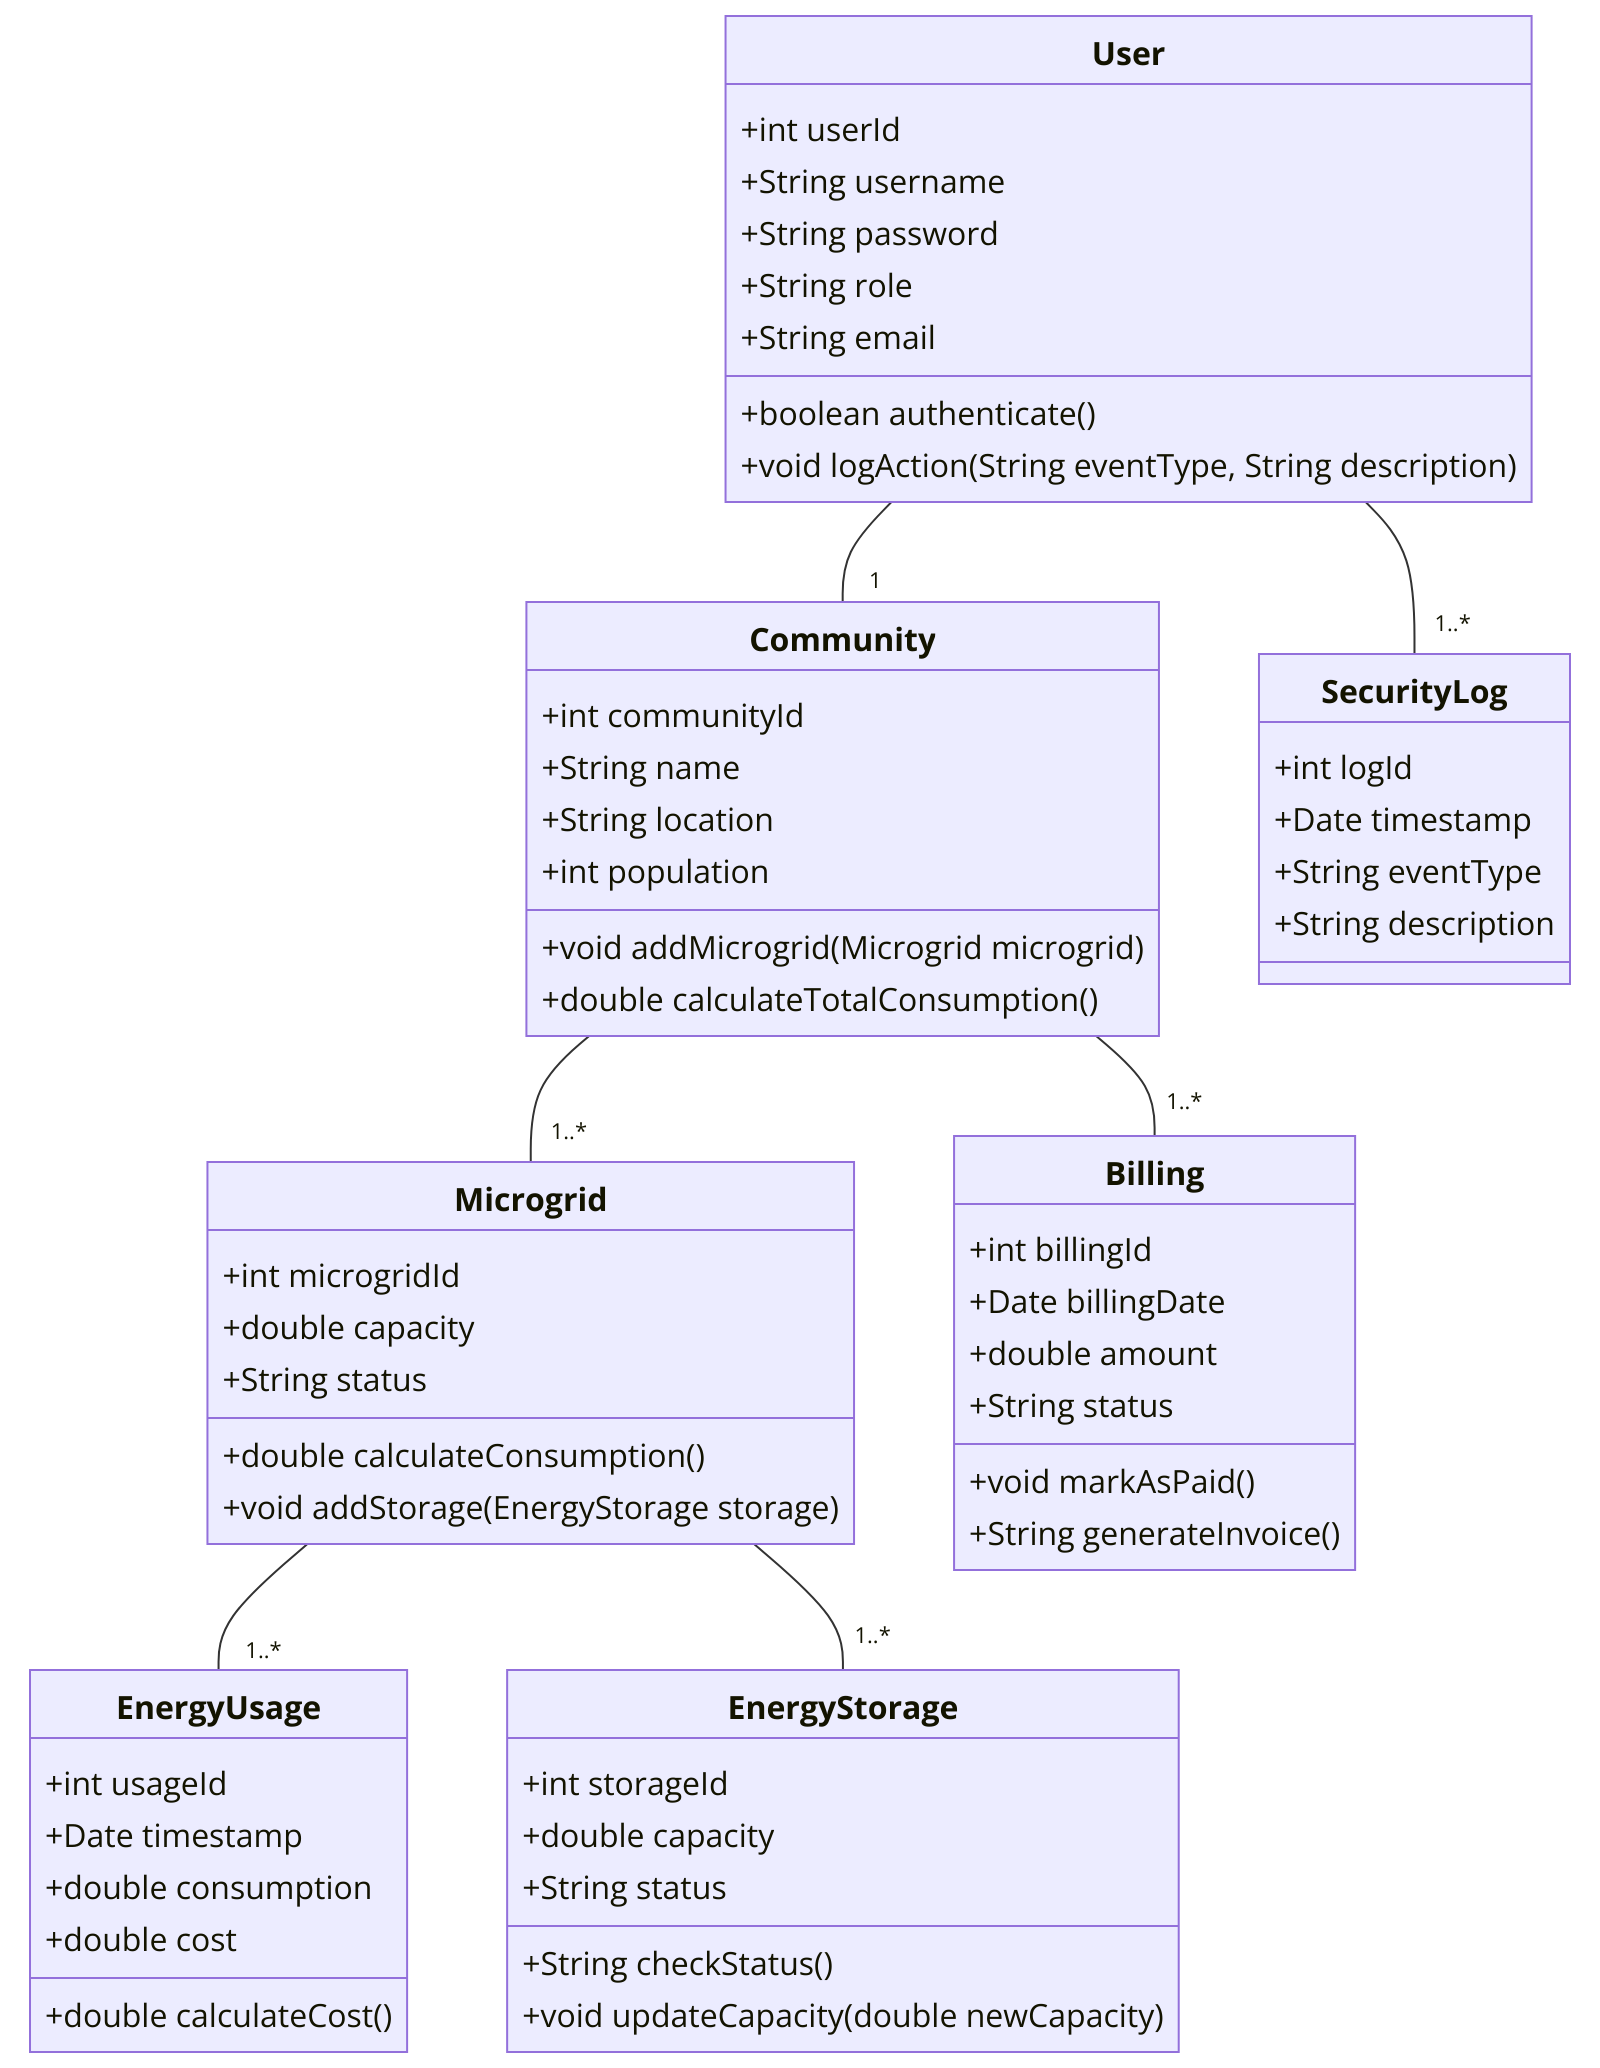 User
+int userId
+String username
+String password
+String role
+String email
+boolean authenticate()
+void logAction(String eventType, String description)
1
1..*
Community
+int communityId
+String name
+String location
+int population
+void addMicrogrid(Microgrid microgrid)
+double calculateTotalConsumption()
SecurityLog
+int logId
+Date timestamp
+String eventType
+String description
1..*
1..*
Microgrid
+int microgridId
+double capacity
+String status
+double calculateConsumption()
+void addStorage(EnergyStorage storage)
Billing
+int billingId
+Date billingDate
+double amount
+String status
+void markAsPaid()
+String generateInvoice()
1..*
1..*
EnergyUsage
+int usageId
+Date timestamp
+double consumption
+double cost
+double calculateCost()
EnergyStorage
+int storageId
+double capacity
+String status
+String checkStatus()
+void updateCapacity(double newCapacity)